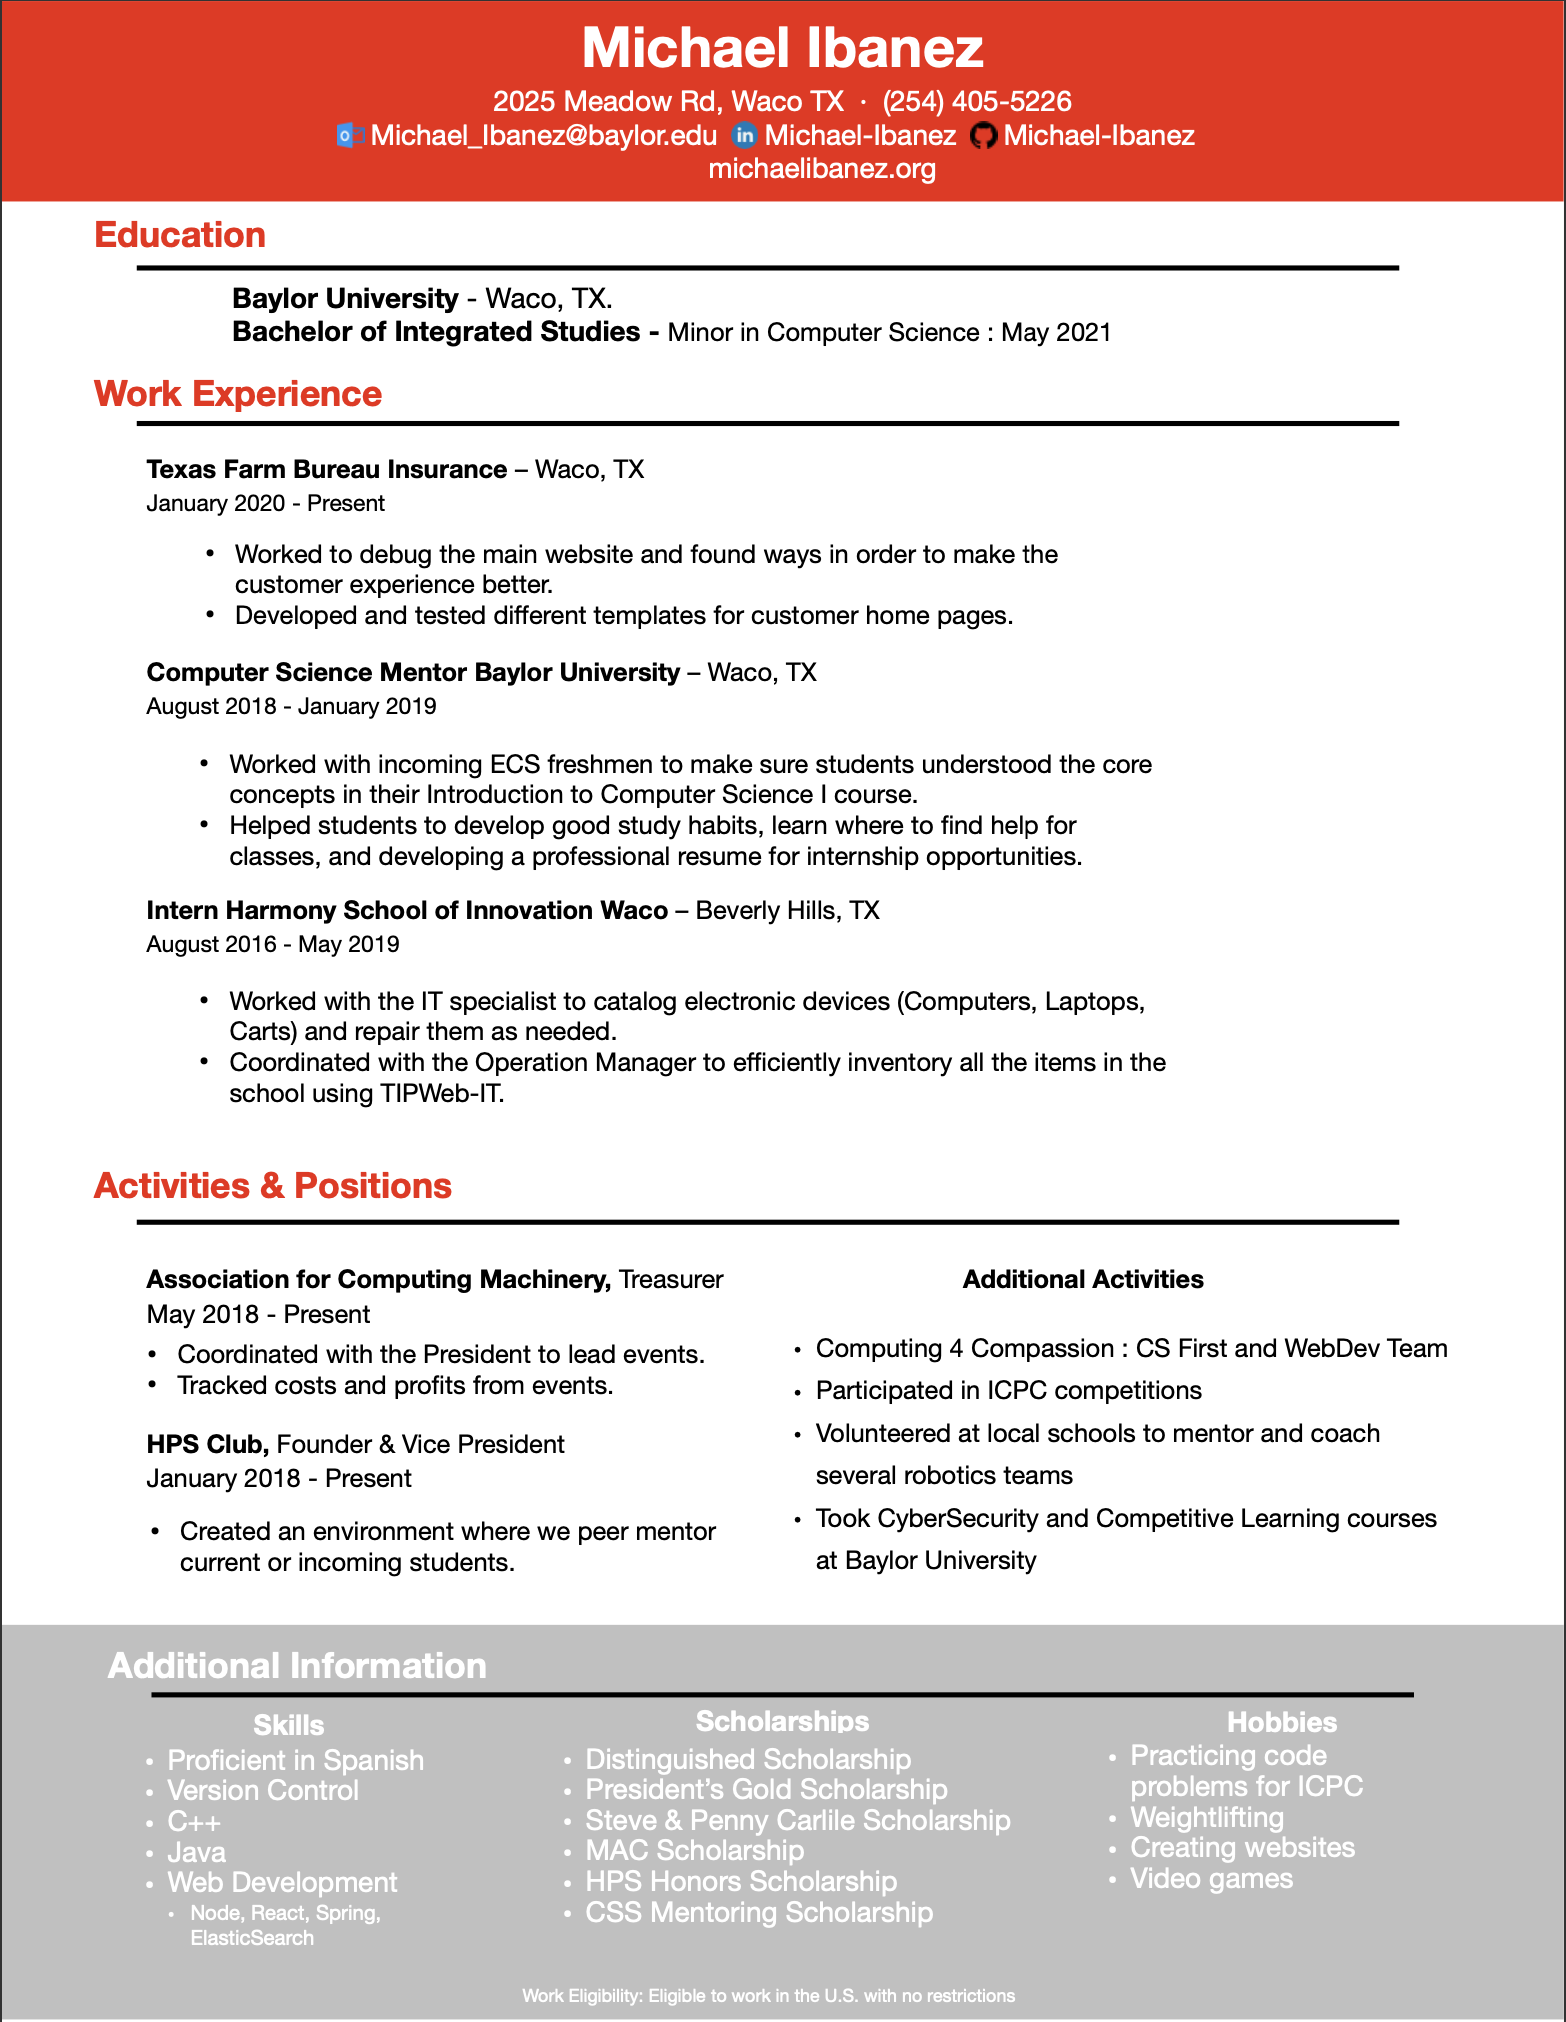 Michael Ibanez
2025 Meadow Rd, Waco TX · (254) 405-5226
Michael_Ibanez@baylor.edu in Michael-Ibanez Michael-Ibanez
michaelibanez.org
Education
Baylor University - Waco, TX.
Bachelor of Integrated Studies - Minor in Computer Science : May 2021
Work Experience
Texas Farm Bureau Insurance – Waco, TX
January 2020 - Present
• Worked to debug the main website and found ways in order to make the
customer experience better.
• Developed and tested different templates for customer home pages.
Computer Science Mentor Baylor University – Waco, TX
August 2018 - January 2019
• Worked with incoming ECS freshmen to make sure students understood the core
concepts in their Introduction to Computer Science I course.
• Helped students to develop good study habits, learn where to find help for
classes, and developing a professional resume for internship opportunities.
Intern Harmony School of Innovation Waco – Beverly Hills, TX
August 2016 - May 2019
• Worked with the IT specialist to catalog electronic devices (Computers, Laptops,
Carts) and repair them as needed.
• Coordinated with the Operation Manager to efficiently inventory all the items in the
school using TIPWeb-IT.
Activities & Positions
Association for Computing Machinery, Treasurer
May 2018 - Present
• Coordinated with the President to lead events.
• Tracked costs and profits from events.
HPS Club, Founder & Vice President
January 2018 - Present
• Created an environment where we peer mentor
current or incoming students.
Additional Activities
• Computing 4 Compassion : CS First and WebDev Team
• Participated in ICPC competitions
• Volunteered at local schools to mentor and coach
several robotics teams
• Took CyberSecurity and Competitive Learning courses
at Baylor University
Additional Information
Skills
• Proficient in Spanish
• Version Control
• C++
• Java
• Web Development
• Node, React, Spring,
ElasticSearch
Scholarships
• Distinguished Scholarship
• President’s Gold Scholarship
• Steve & Penny Carlile Scholarship
• MAC Scholarship
• HPS Honors Scholarship
• CSS Mentoring Scholarship
Hobbies
• Practicing code
problems for ICPC
• Weightlifting
• Creating websites
• Video games
Work Eligibility: Eligible to work in the U.S. with no restrictions